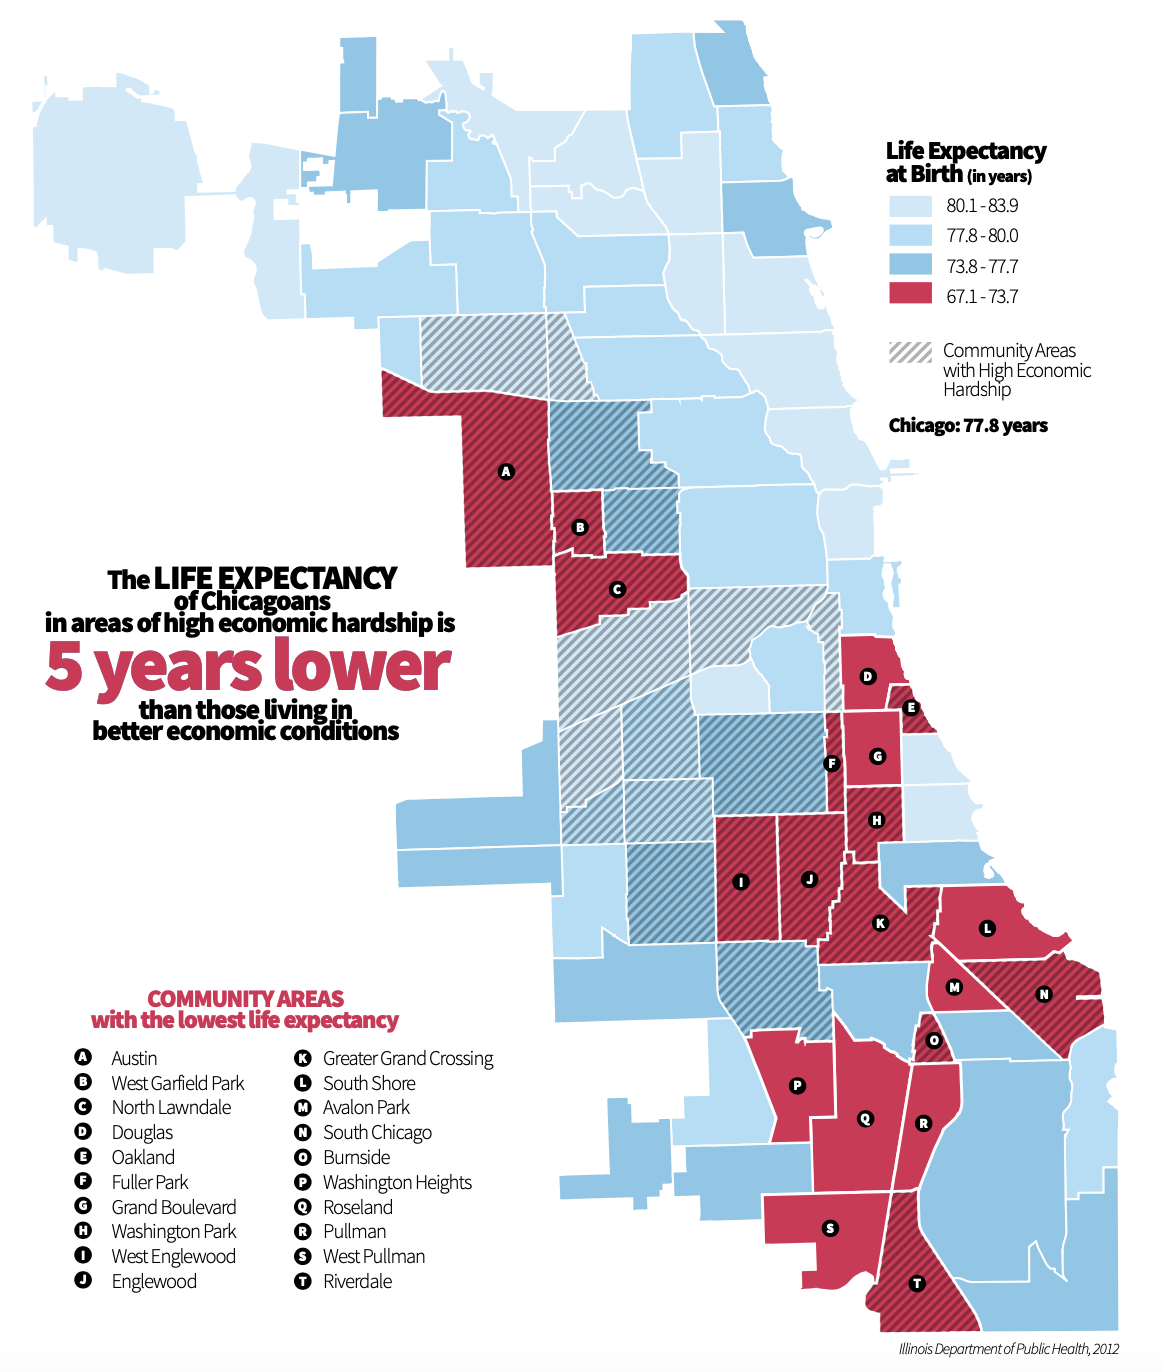 Life Expectancy
at Birth (in years)
80.1 - 83.9
77.8 - 80.0
73.8 - 77.7
67.1 - 73.7
Community Areas
with High Economic
Hardship
Chicago: 77.8 years
A
B
C
D
E
F
G
H
I
J
K
L
M
N
O
P
Q
R
S
T
The LIFE EXPECTANCY
of Chicagoans
in areas of high economic hardship is
5 years lower
than those living in
better economic conditions
COMMUNITY AREAS
with the lowest life expectancy
A Austin
B West Garfield Park
C North Lawndale
D Douglas
E Oakland
F Fuller Park
G Grand Boulevard
H Washington Park
I West Englewood
J Englewood
K Greater Grand Crossing
L South Shore
M Avalon Park
N South Chicago
O Burnside
P Washington Heights
Q Roseland
R Pullman
S West Pullman
T Riverdale
Illinois Department of Public Health, 2012